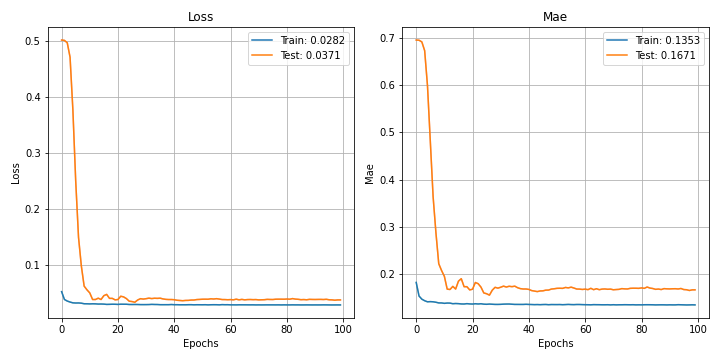 Loss
Train: 0.0282
Test: 0.0371
0.5
0.4
0.3
0.2
0.1
Loss
0 20 40 60 80 100
Epochs
Mae
Train: 0.1353
Test: 0.1671
0.7
0.6
0.5
0.4
0.3
0.2
Mae
0 20 40 60 80 100
Epochs